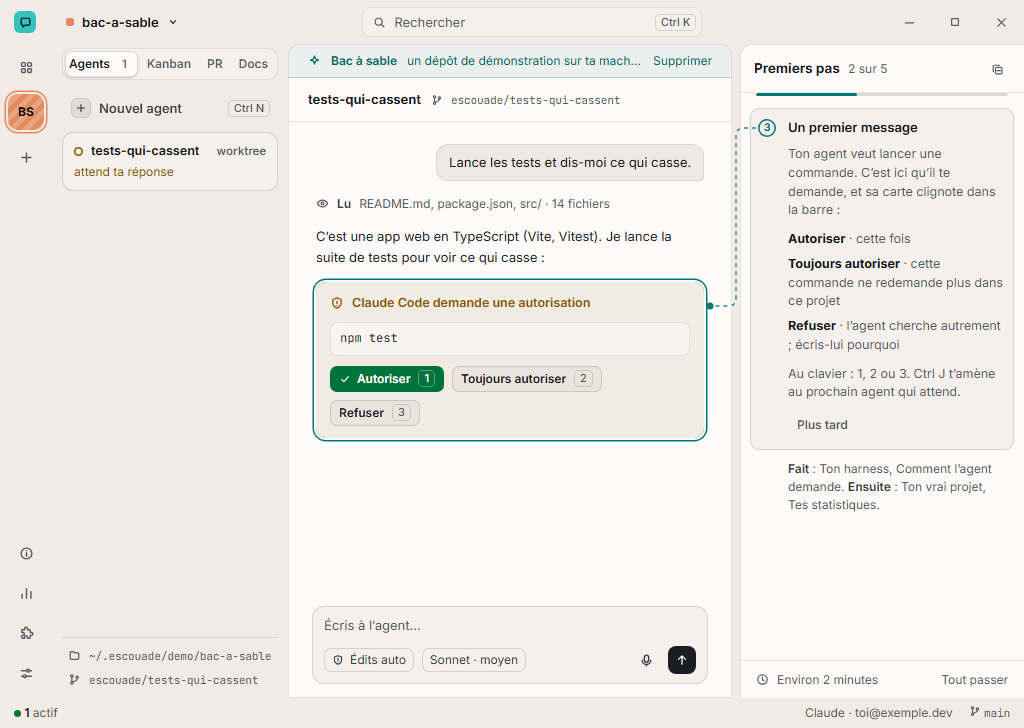 bac-a-sable
Rechercher
Ctrl K
Agents 1 Kanban PR Docs
BS
Nouvel agent Ctrl N
tests-qui-cassent worktree
attend ta réponse
~/.escouade/demo/bac-a-sable
escouade/tests-qui-cassent
1 actif
Bac à sable un dépôt de démonstration sur ta mach... Supprimer
tests-qui-cassent escouade/tests-qui-cassent
Lance les tests et dis-moi ce qui casse.
Lu README.md, package.json, src/ · 14 fichiers
C’est une app web en TypeScript (Vite, Vitest). Je lance la
suite de tests pour voir ce qui casse :
Claude Code demande une autorisation
npm test
Autoriser 1
Toujours autoriser 2
Refuser 3
Écris à l’agent...
Édits auto
Sonnet · moyen
Premiers pas 2 sur 5
3 Un premier message
Ton agent veut lancer une
commande. C’est ici qu’il te
demande, et sa carte clignote dans
la barre :
Autoriser · cette fois
Toujours autoriser · cette
commande ne redemande plus dans
ce projet
Refuser · l’agent cherche autrement
; écris-lui pourquoi
Au clavier : 1, 2 ou 3. Ctrl J t’amène
au prochain agent qui attend.
Plus tard
Fait : Ton harness, Comment l’agent
demande. Ensuite : Ton vrai projet,
Tes statistiques.
Environ 2 minutes Tout passer
Claude · toi@exemple.dev main